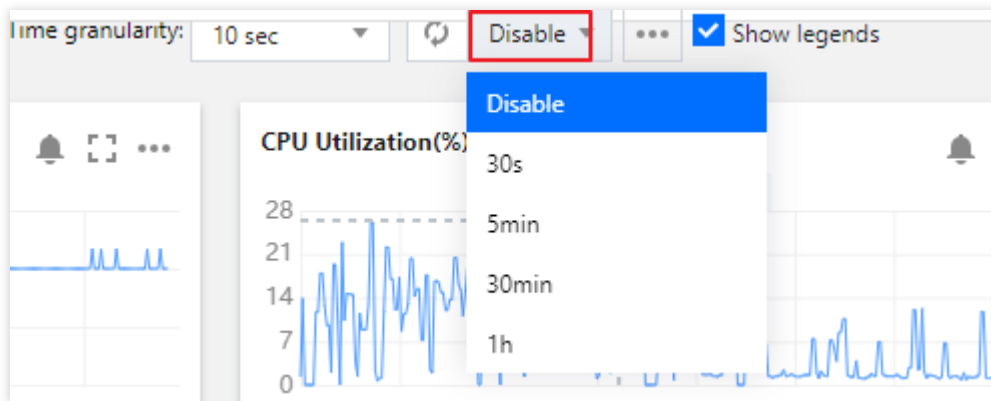 Time granularity: 10 sec Disable Show legends
Disable
CPU Utilization(%)
30s
28
5min
21
30min
14
7
1h
0